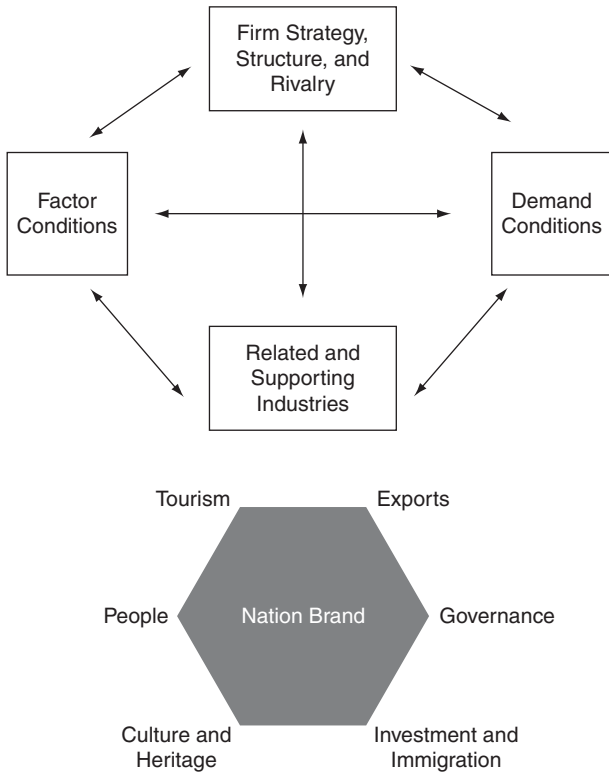 Firm Strategy,
Structure, and
Rivalry
Factor
Conditions
Demand
Conditions
Related and
Supporting
Industries
Tourism
Exports
People
Nation Brand
Governance
Culture and
Heritage
Investment and
Immigration